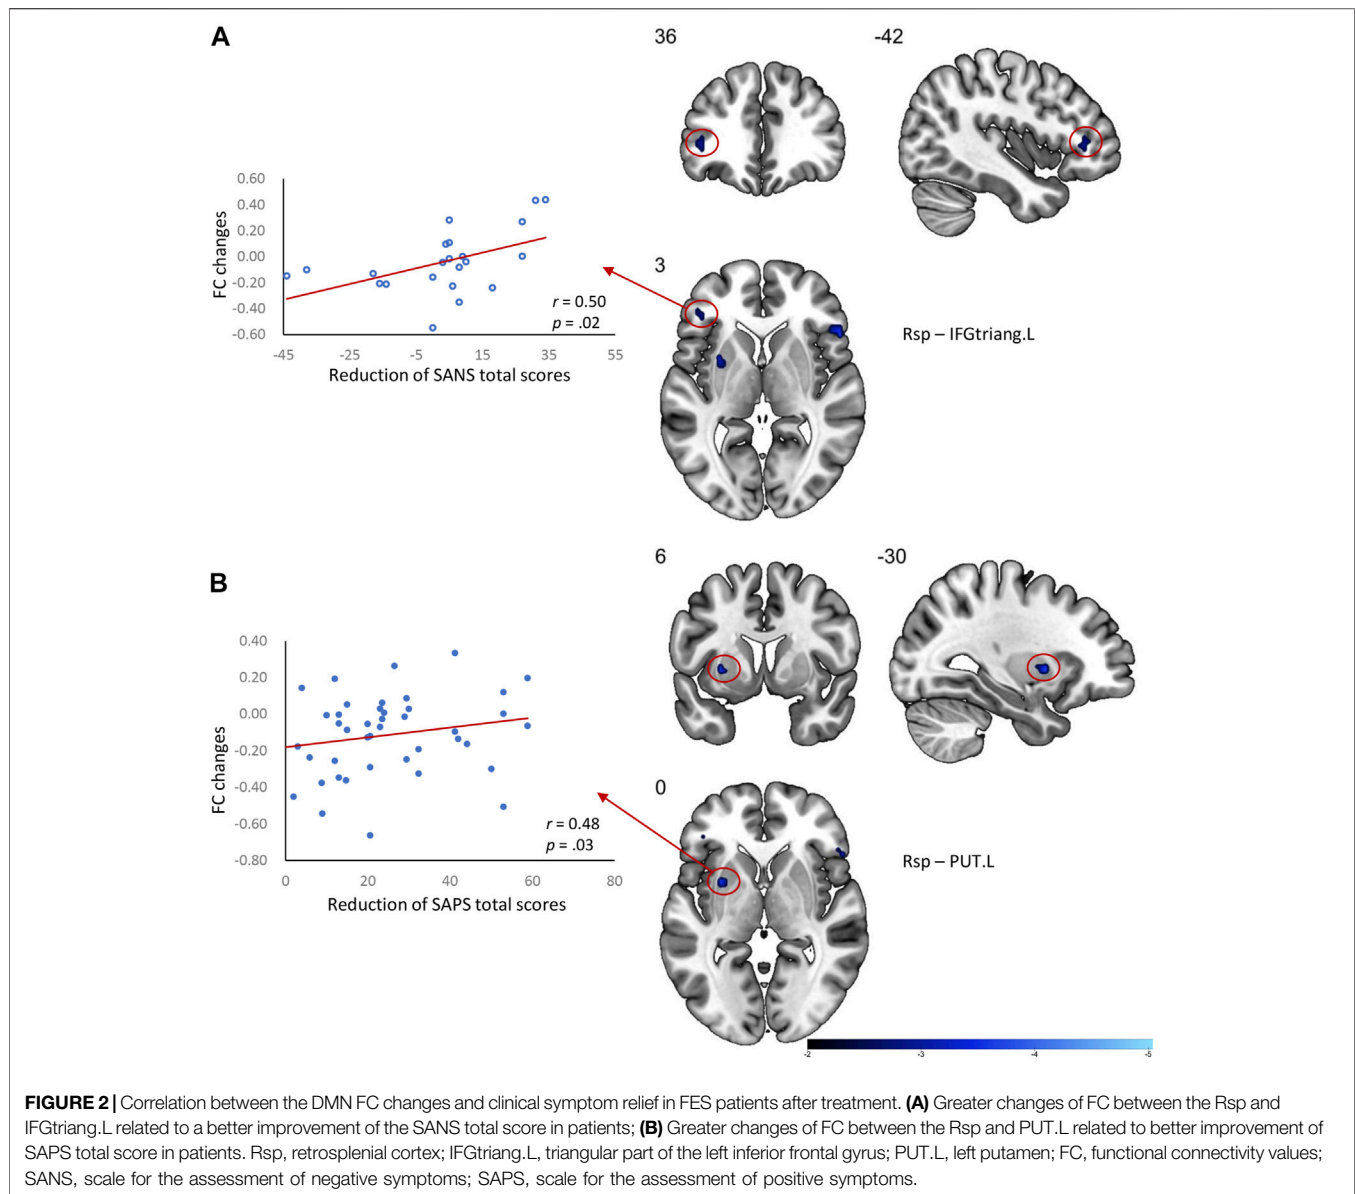 A
36
-42
0.60
0.40
0.20
0.00
-0.20
-0.40
-0.60
FC changes
r = 0.50
p = .02
-45 -25 -5 15 35 55
Reduction of SANS total scores
3
Rsp – IFGtriang.L
B
6
-30
0.40
0.20
0.00
-0.20
-0.40
-0.60
-0.80
FC changes
r = 0.48
p = .03
0 20 40 60 80
Reduction of SAPS total scores
0
Rsp – PUT.L
-2 -3 -4 -5
FIGURE 2 | Correlation between the DMN FC changes and clinical symptom relief in FES patients after treatment. (A) Greater changes of FC between the Rsp and
IFGtriang.L related to a better improvement of the SANS total score in patients; (B) Greater changes of FC between the Rsp and PUT.L related to better improvement of
SAPS total score in patients. Rsp, retrosplenial cortex; IFGtriang.L, triangular part of the left inferior frontal gyrus; PUT.L, left putamen; FC, functional connectivity values;
SANS, scale for the assessment of negative symptoms; SAPS, scale for the assessment of positive symptoms.